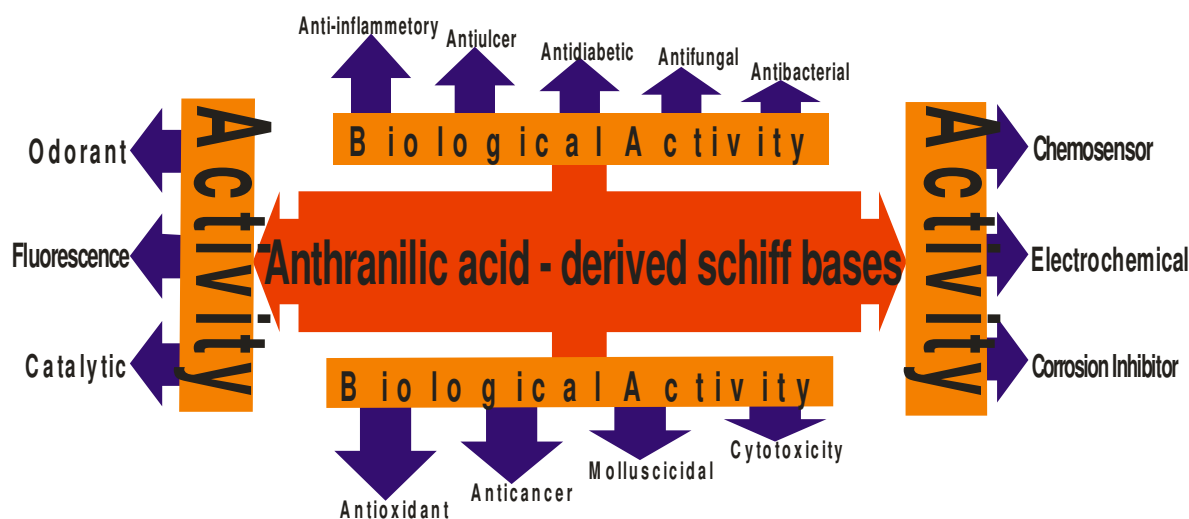 Anti-inflammetory
Antiulcer
Antidiabetic
Antifungal
Antibacterial
Biological Activity
Activity
Odorant
Fluorescence
Catalytic
Anthranilic acid - derived schiff bases
Activity
Chemosensor
Electrochemical
Corrosion Inhibitor
Biological Activity
Antioxidant
Anticancer
Molluscicidal
Cytotoxicity